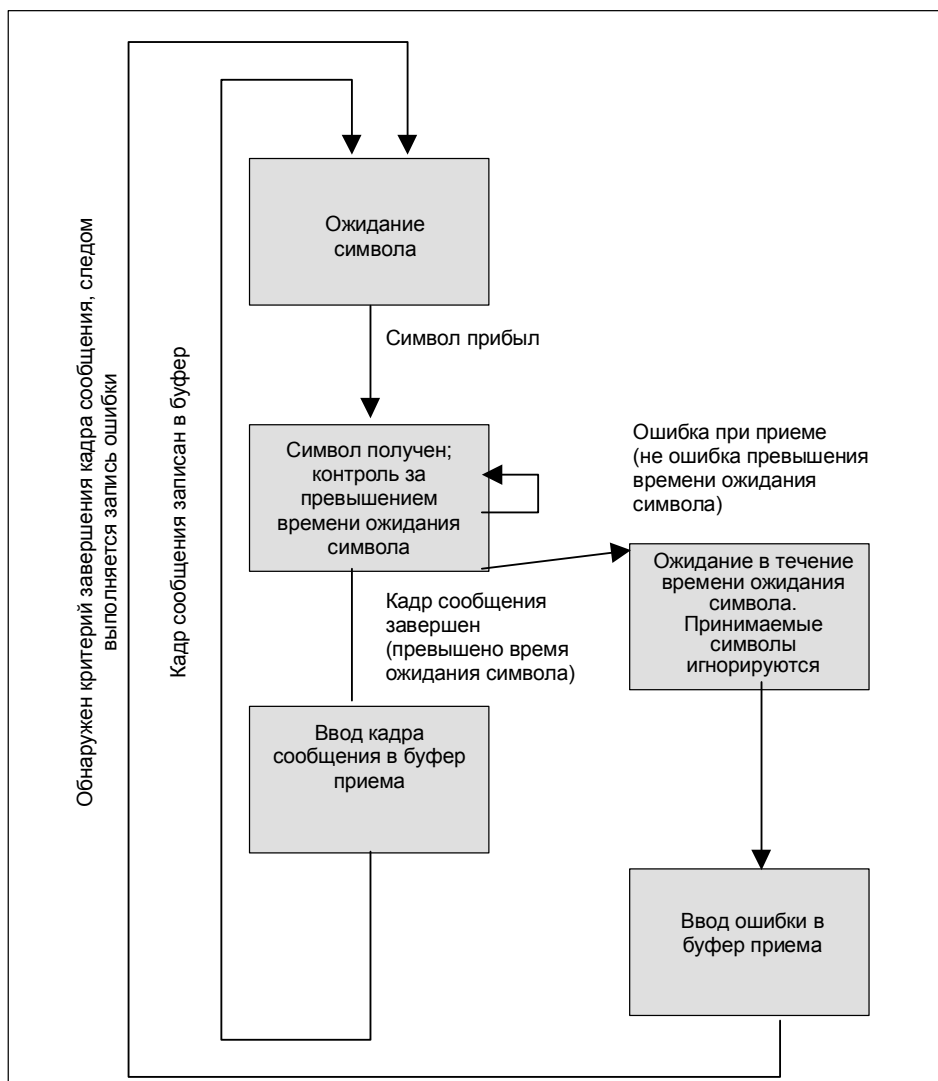 Ожидание
символа
Символ прибыл
Символ получен;
контроль за
превышением
времени ожидания
символа
Ошибка при приеме
(не ошибка превышения
времени ожидания
символа)
Кадр сообщения
завершен
(превышено время
ожидания символа)
Ожидание в течение
времени ожидания
символа.
Принимаемые
символы
игнорируются
Ввод кадра
сообщения в буфер
приема
Ввод ошибки в
буфер приема
Обнаружен критерий завершения кадра сообщения, следом
выполняется запись ошибки
Кадр сообщения записан в буфер